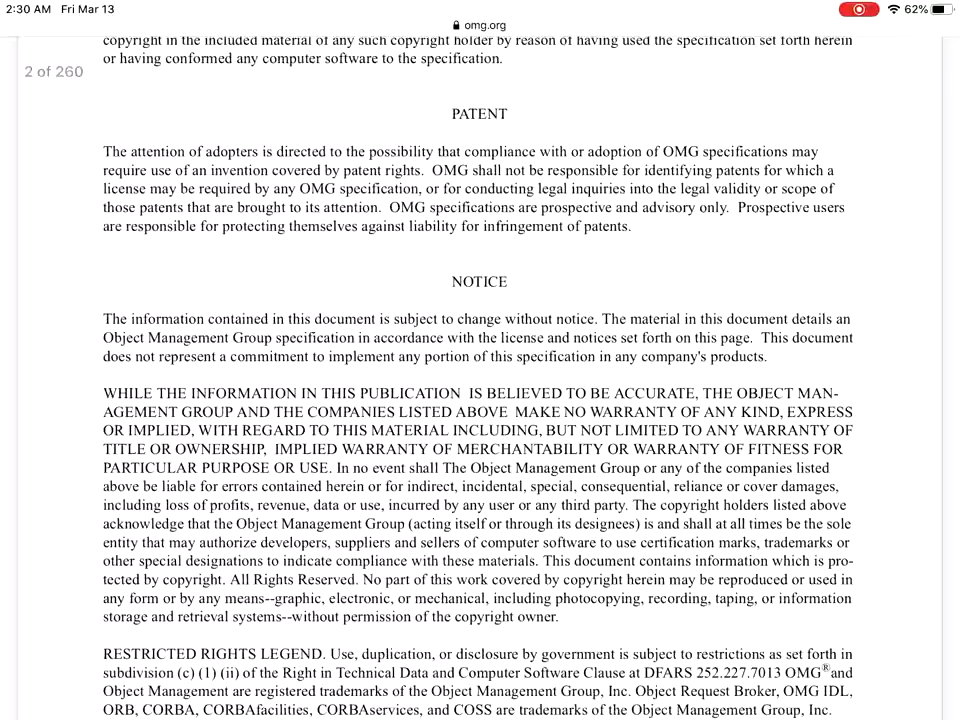 2:30 AM Fri Mar 13
62%
omg.org
copyright in the included material of any such copyright holder by reason of having used the specification set forth herein
or having conformed any computer software to the specification.
2 of 260
PATENT
The attention of adopters is directed to the possibility that compliance with or adoption of OMG specifications may
require use of an invention covered by patent rights. OMG shall not be responsible for identifying patents for which a
license may be required by any OMG specification, or for conducting legal inquiries into the legal validity or scope of
those patents that are brought to its attention. OMG specifications are prospective and advisory only. Prospective users
are responsible for protecting themselves against liability for infringement of patents.
NOTICE
The information contained in this document is subject to change without notice. The material in this document details an
Object Management Group specification in accordance with the license and notices set forth on this page. This document
does not represent a commitment to implement any portion of this specification in any company's products.
WHILE THE INFORMATION IN THIS PUBLICATION IS BELIEVED TO BE ACCURATE, THE OBJECT MAN-
AGEMENT GROUP AND THE COMPANIES LISTED ABOVE MAKE NO WARRANTY OF ANY KIND, EXPRESS
OR IMPLIED, WITH REGARD TO THIS MATERIAL INCLUDING, BUT NOT LIMITED TO ANY WARRANTY OF
TITLE OR OWNERSHIP, IMPLIED WARRANTY OF MERCHANTABILITY OR WARRANTY OF FITNESS FOR
PARTICULAR PURPOSE OR USE. In no event shall The Object Management Group or any of the companies listed
above be liable for errors contained herein or for indirect, incidental, special, consequential, reliance or cover damages,
including loss of profits, revenue, data or use, incurred by any user or any third party. The copyright holders listed above
acknowledge that the Object Management Group (acting itself or through its designees) is and shall at all times be the sole
entity that may authorize developers, suppliers and sellers of computer software to use certification marks, trademarks or
other special designations to indicate compliance with these materials. This document contains information which is pro-
tected by copyright. All Rights Reserved. No part of this work covered by copyright herein may be reproduced or used in
any form or by any means--graphic, electronic, or mechanical, including photocopying, recording, taping, or information
storage and retrieval systems--without permission of the copyright owner.
RESTRICTED RIGHTS LEGEND. Use, duplication, or disclosure by government is subject to restrictions as set forth in
subdivision (c) (1) (ii) of the Right in Technical Data and Computer Software Clause at DFARS 252.227.7013 OMG®and
Object Management are registered trademarks of the Object Management Group, Inc. Object Request Broker, OMG IDL,
ORB, CORBA, CORBAfacilities, CORBAservices, and COSS are trademarks of the Object Management Group, Inc.